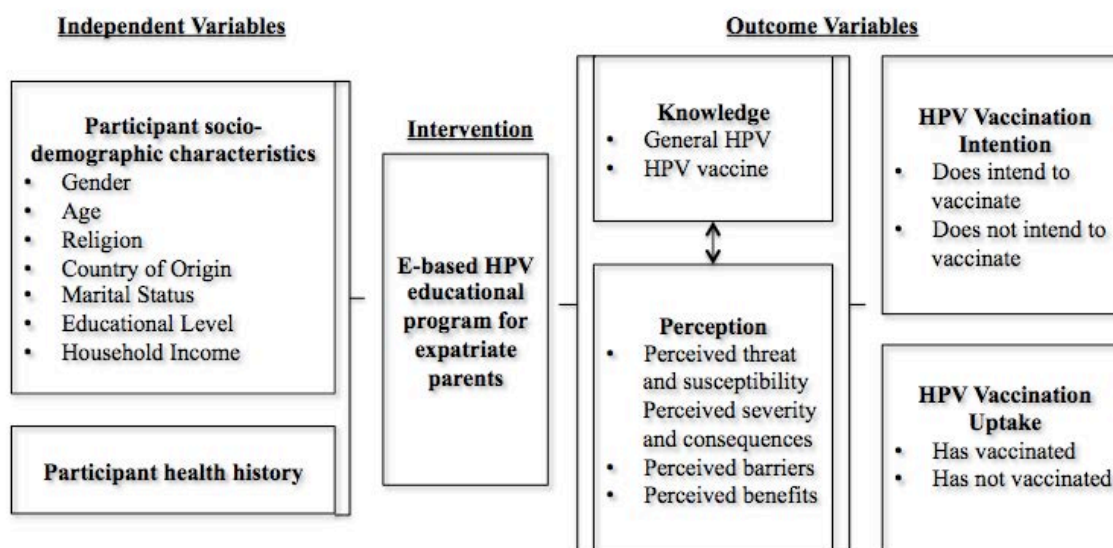 Independent Variables
Outcome Variables
Participant socio-
demographic characteristics
• Gender
• Age
• Religion
• Country of Origin
• Marital Status
• Educational Level
• Household Income
Participant health history
Intervention
E-based HPV
educational
program for
expatriate
parents
Knowledge
• General HPV
• HPV vaccine
Perception
• Perceived threat
and susceptibility
Perceived severity
and consequences
• Perceived barriers
• Perceived benefits
HPV Vaccination
Intention
• Does intend to
vaccinate
• Does not intend to
vaccinate
HPV Vaccination
Uptake
• Has vaccinated
• Has not vaccinated